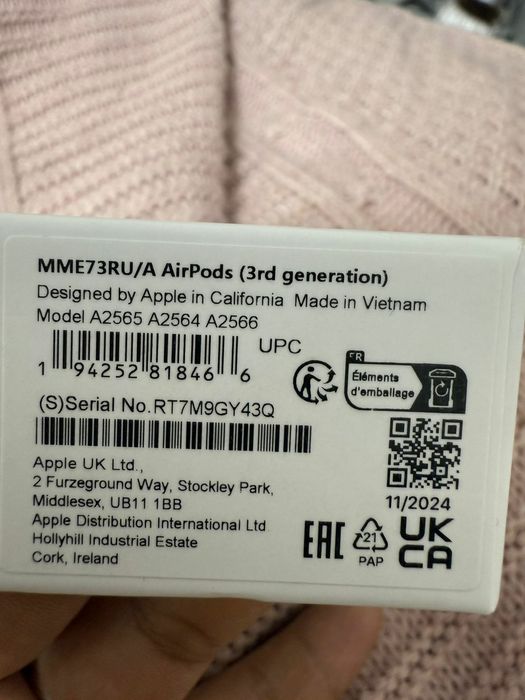 MME73RU/A AirPods (3rd generation)
Designed by Apple in California Made in Vietnam
Model A2565 A2564 A2566
UPC
1 94252 81846 6
FR
Éléments
d'emballage
(S)Serial No.RT7M9GY43Q
Apple UK Ltd.,
2 Furzeground Way, Stockley Park,
Middlesex, UB11 1BB
Apple Distribution International Ltd
Hollyhill Industrial Estate
Cork, Ireland
11/2024
EAC
21
PAP
UK
CA